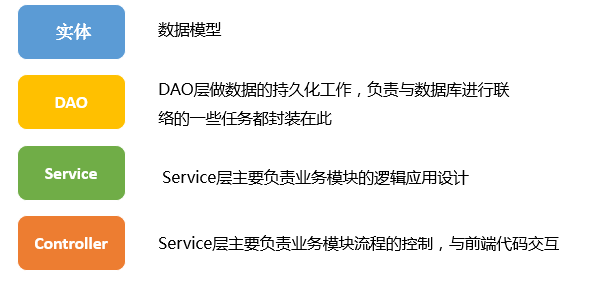 实体
数据模型
DAO
DAO层做数据的持久化工作，负责与数据库进行联
络的一些任务都封装在此
Service
Service层主要负责业务模块的逻辑应用设计
Controller
Service层主要负责业务模块流程的控制，与前端代码交互